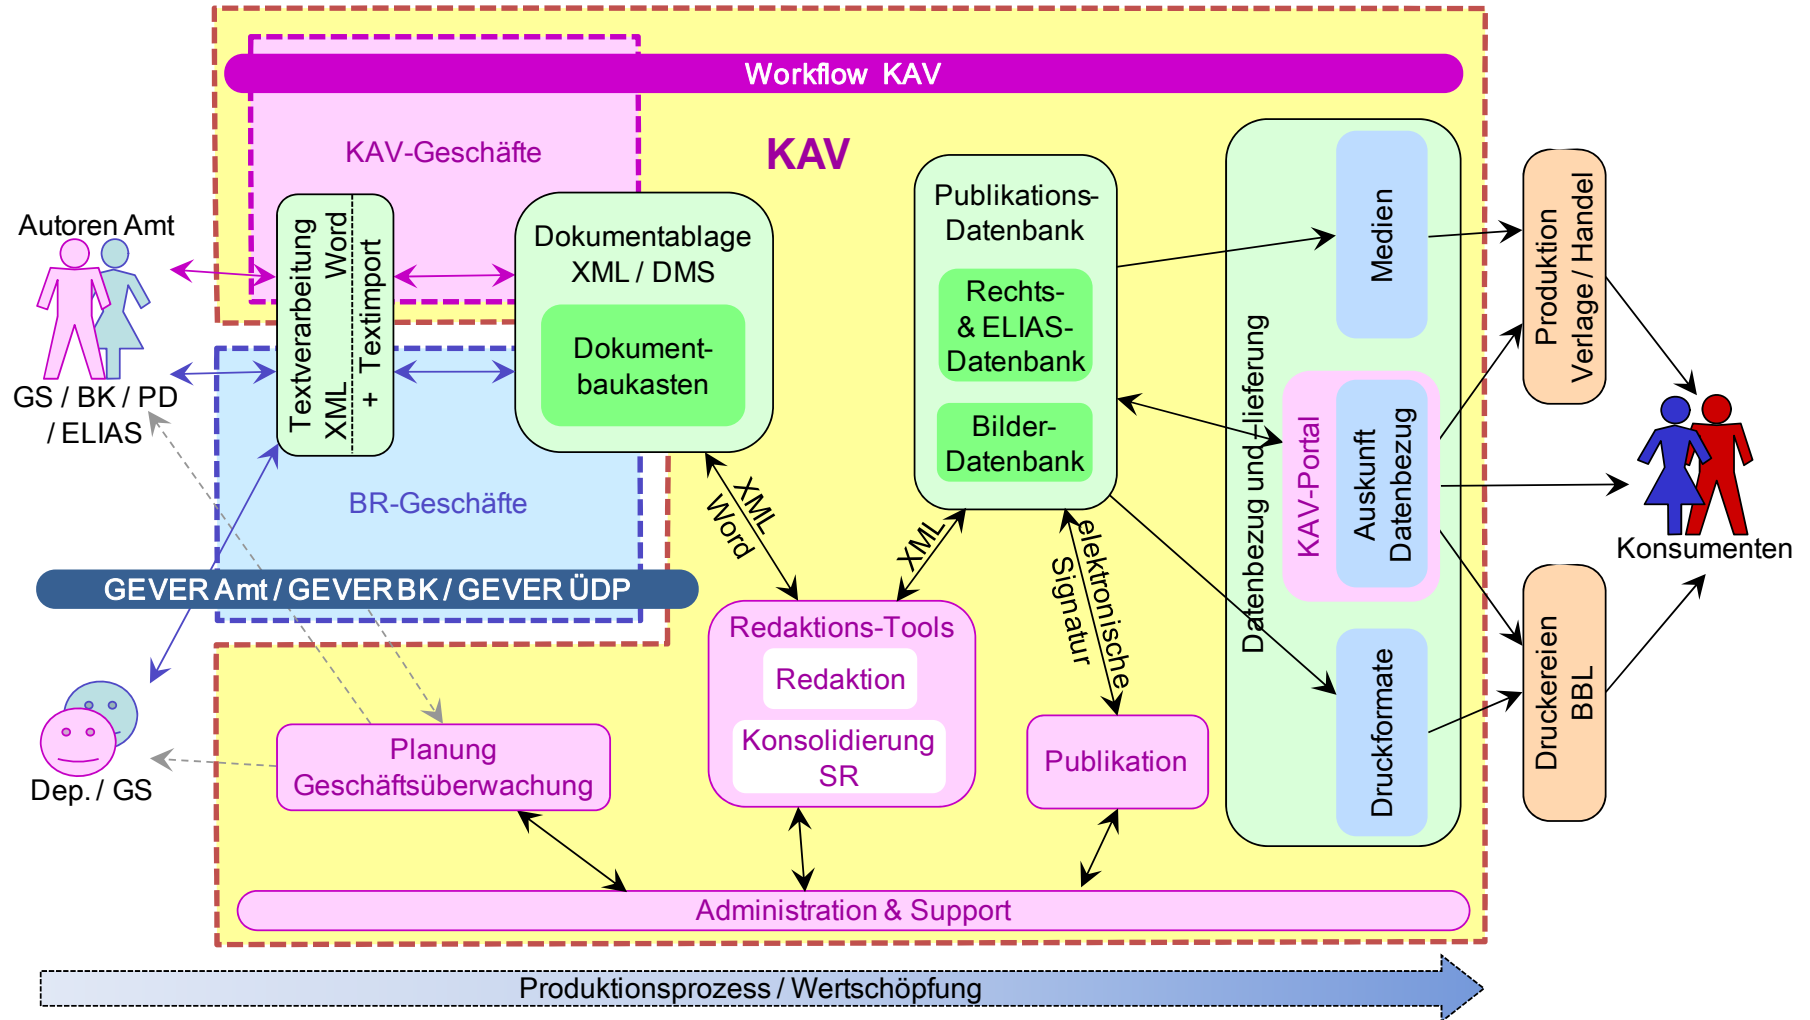 Workflow KAV
KAV-Geschäfte
KAV
Autoren Amt
GS / BK / PD
/ ELIAS
Textverarbeitung
XML Word
+ Textimport
Dokumentablage
XML / DMS
Dokument-
baukasten
BR-Geschäfte
GEVER Amt / GEVER BK / GEVER ÜDP
Dep. / GS
Planung
Geschäftsüberwachung
XML
Word
Redaktions-Tools
Redaktion
Konsolidierung
SR
XML
Publikations-
Datenbank
Rechts-
& ELIAS-
Datenbank
Bilder-
Datenbank
elektronische
Signatur
Publikation
Datenbezug und –lieferung
Medien
KAV-Portal
Auskunft
Datenbezug
Druckformate
Produktion
Verlage / Handel
Konsumenten
Druckereien
BBL
Administration & Support
Produktionsprozess / Wertschöpfung